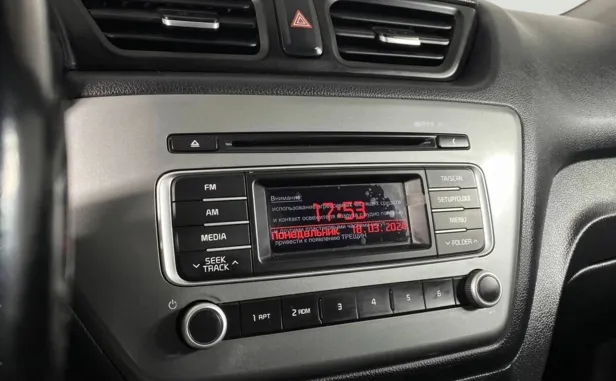 FM
AM
MEDIA
SEEK
TRACK
TA/SCAN
SETUP/CLOCK
MENU
FOLDER
Внимание
17:53
ПОНЕДЕЛЬНИК 18.03.2024
привести к появлению ТРЕЩИН
1 RPT 2 RDM 3 4 5 6